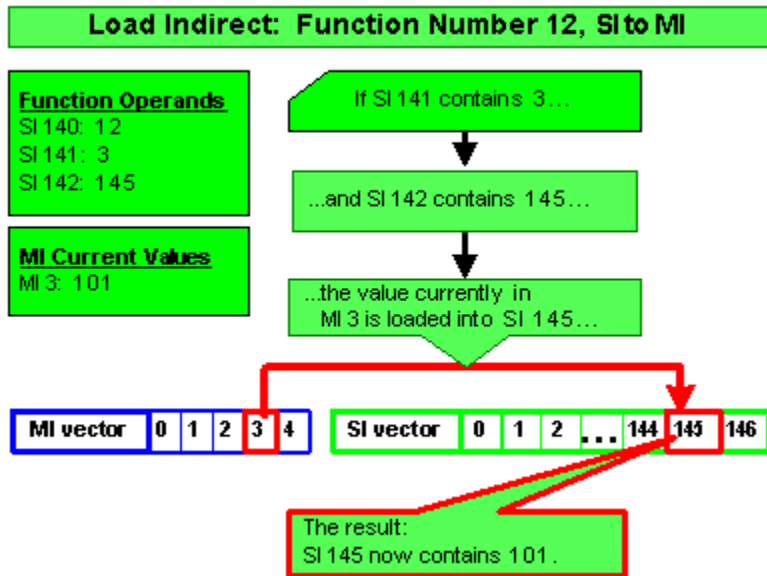 Load Indirect: Function Number 12, SI to MI
Function Operands
SI 140: 12
SI 141: 3
SI 142: 145
MI Current Values
MI 3: 101
If SI 141 contains 3...
...and SI 142 contains 145...
...the value currently in
MI 3 is loaded into SI 145...
MI vector 0 1 2 3 4
SI vector 0 1 2 ... 144 145 146
The result:
SI 145 now contains 101.